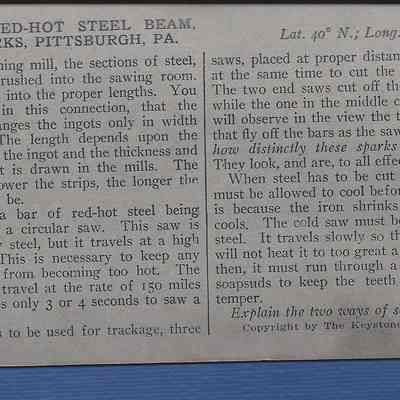 ED-HOT STEEL BEAM,
RKS, PITTSBURGH, PA.
Lat. 40° N.; Long.
ning mill, the sections of steel,
rushed into the sawing room.
into the proper lengths. You
in this connection, that the
nges the ingots only in width
The length depends upon the
the ingot and the thickness and
t is drawn in the mills. The
ower the strips, the longer the
be.
a bar of red-hot steel being
a circular saw. This saw is
y steel, but it travels at a high
This is necessary to keep any
from becoming too hot. The
travel at the rate of 150 miles
s only 3 or 4 seconds to saw a
s to be used for trackage, three
saws, placed at proper distan
at the same time to cut the
The two end saws cut off th
while the one in the middle c
will observe in the view the t
that fly off the bars as the saw
how distinctly these sparks
They look, and are, to all effec
When steel has to be cut
must be allowed to cool before
is because the iron shrinks
cools. The cold saw must be
steel. It travels slowly so th
will not heat it to too great a
then, it must run through a
soapsuds to keep the teeth
temper.
Explain the two ways of s
Copyright by The Keystone